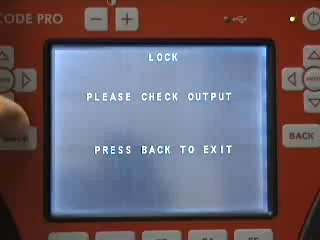 CODE PRO
LOCK
PLEASE CHECK OUTPUT
PRESS BACK TO EXIT
BACK